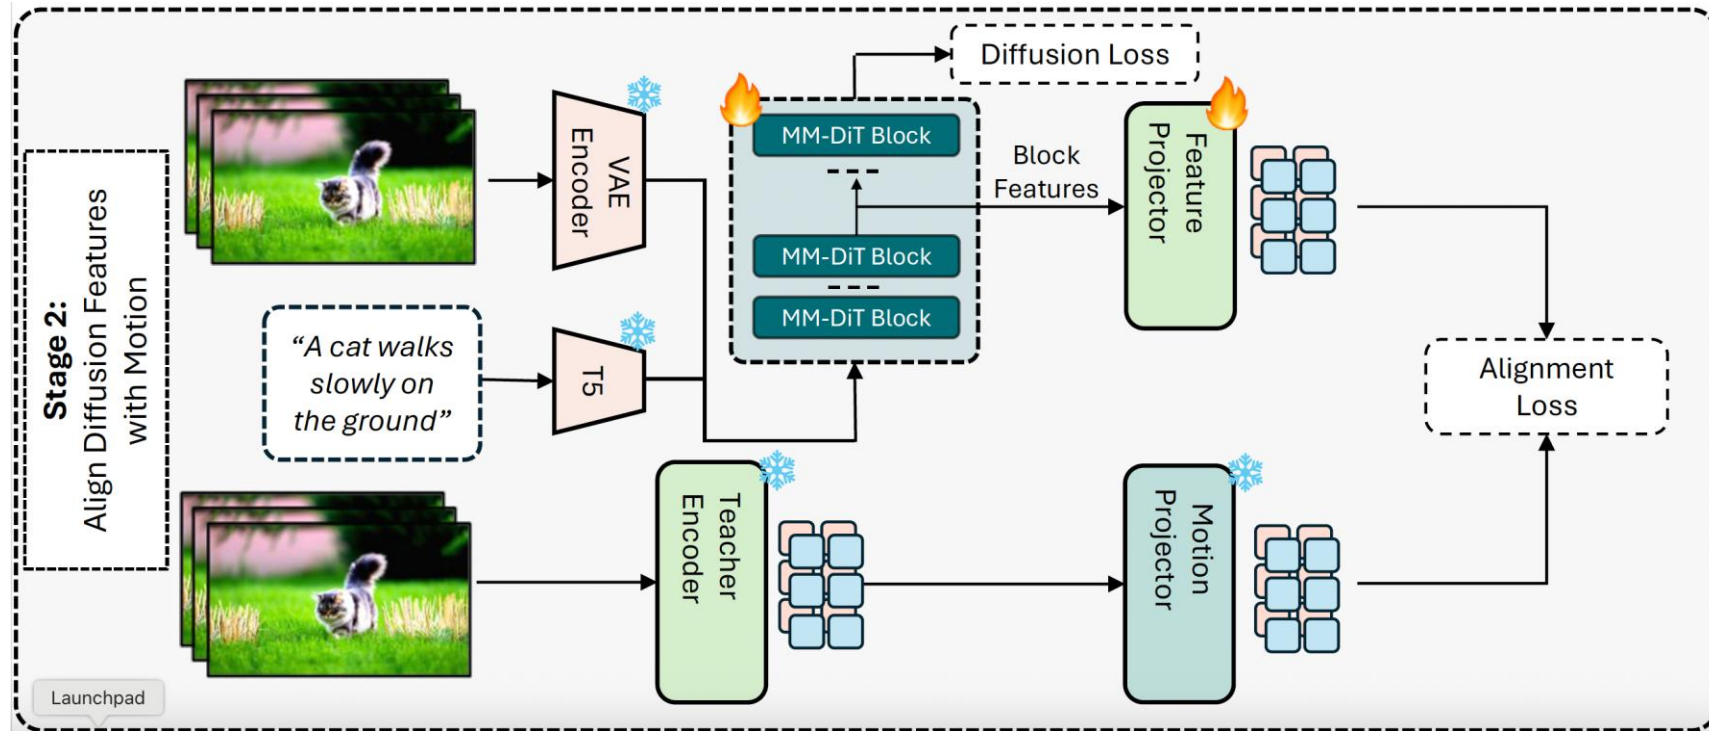 Stage 2:
Align Diffusion Features
with Motion
VAE
Encoder
“A cat walks
slowly on
the ground”
T5
Diffusion Loss
MM-DiT Block
MM-DiT Block
MM-DiT Block
Block
Features
Feature
Projector
Alignment
Loss
Teacher
Encoder
Motion
Projector
Launchpad